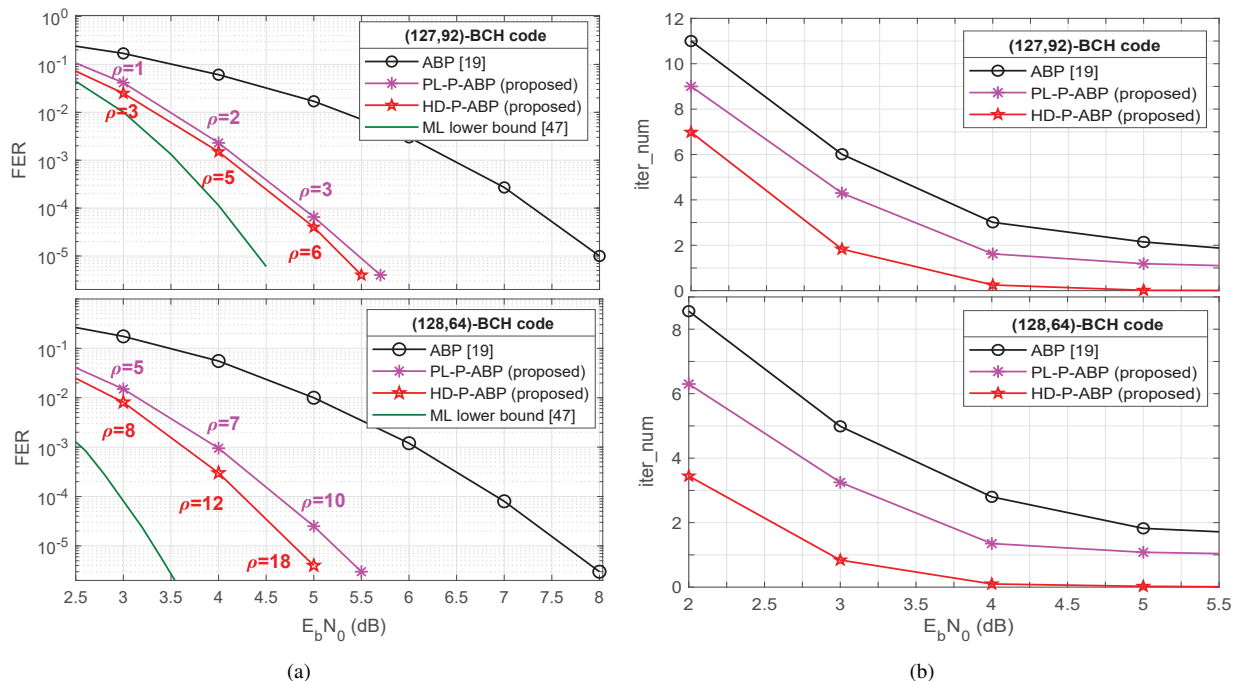 10^0
10^-1
10^-2
10^-3
10^-4
10^-5
FER
(127,92)-BCH code
ABP [19]
PL-P-ABP (proposed)
HD-P-ABP (proposed)
ML lower bound [47]
ρ=1
ρ=3
ρ=2
ρ=5
ρ=3
ρ=6
10^-1
10^-2
10^-3
10^-4
10^-5
FER
(128,64)-BCH code
ABP [19]
PL-P-ABP (proposed)
HD-P-ABP (proposed)
ML lower bound [47]
ρ=5
ρ=8
ρ=7
ρ=12
ρ=10
ρ=18
2.5 3 3.5 4 4.5 5 5.5 6 6.5 7 7.5 8
E_bN_0 (dB)
(a)
12
10
8
6
4
2
0
iter_num
(127,92)-BCH code
ABP [19]
PL-P-ABP (proposed)
HD-P-ABP (proposed)
8
6
4
2
0
iter_num
(128,64)-BCH code
ABP [19]
PL-P-ABP (proposed)
HD-P-ABP (proposed)
2 2.5 3 3.5 4 4.5 5 5.5
E_bN_0 (dB)
(b)